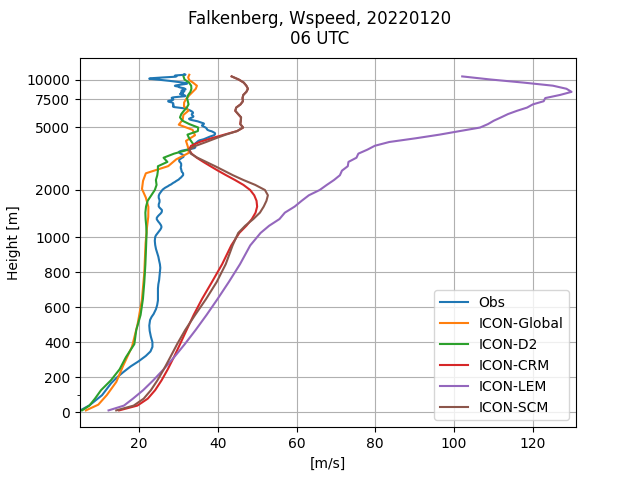 Falkenberg, Wspeed, 20220120
06 UTC
10000
7500
5000
2000
1000
800
600
400
200
0
Height [m]
20
40
60
80
100
120
[m/s]
Obs
ICON-Global
ICON-D2
ICON-CRM
ICON-LEM
ICON-SCM